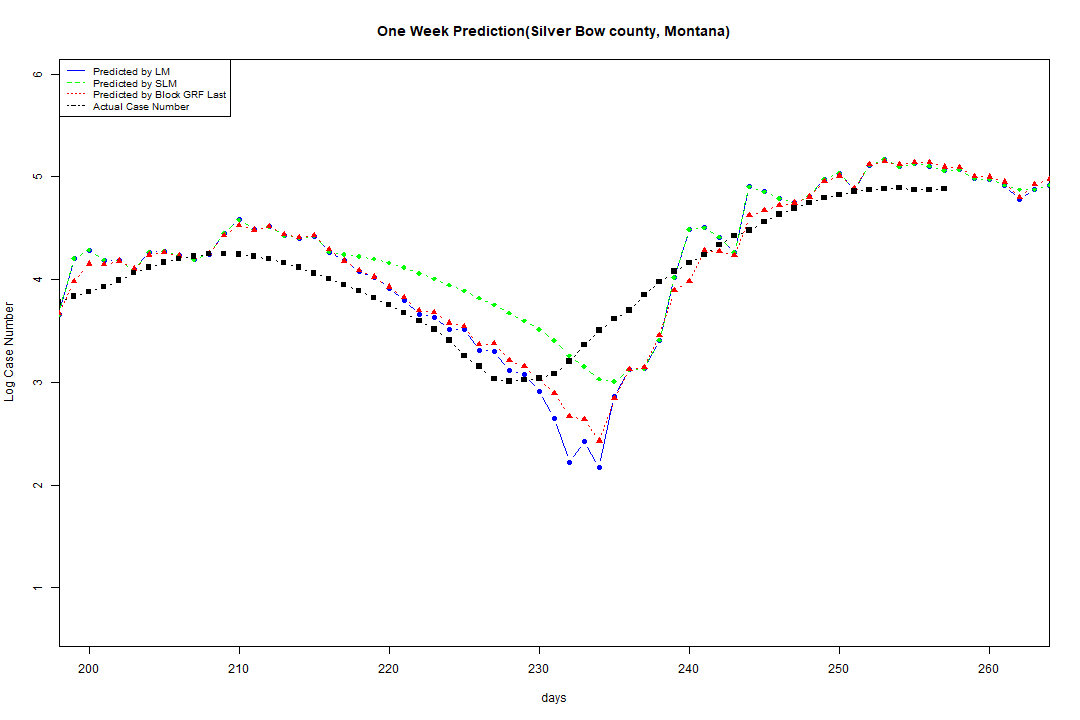 One Week Prediction(Silver Bow county, Montana)
Predicted by LM
Predicted by SLM
Predicted by Block GRF Last
Actual Case Number
6
5
4
3
2
1
Log Case Number
200 210 220 230 240 250 260
days